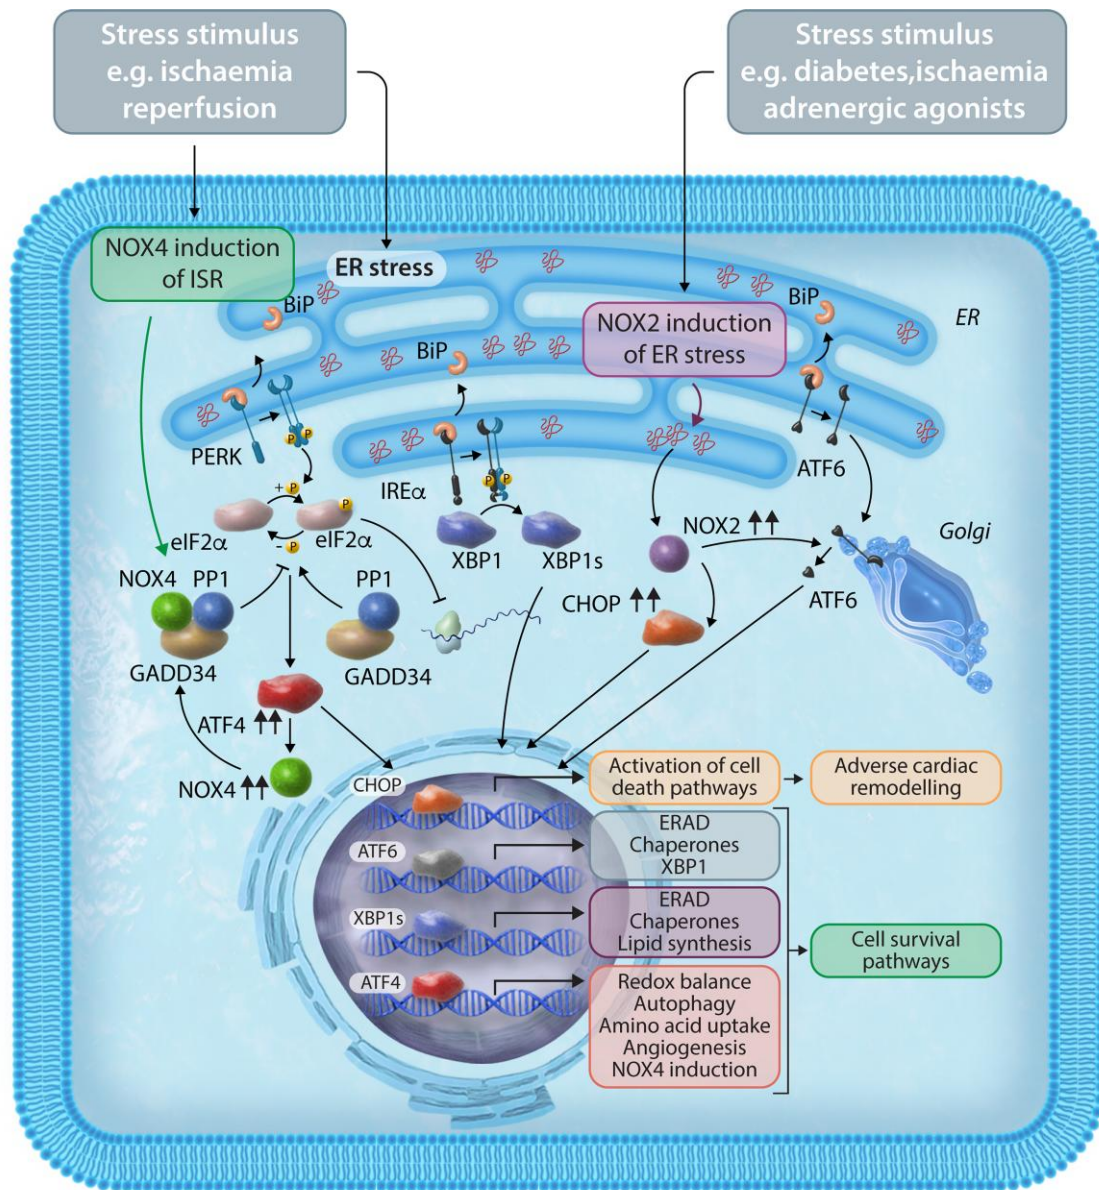 Stress stimulus
e.g. ischaemia
reperfusion
Stress stimulus
e.g. diabetes,ischaemia
adrenergic agonists
NOX4 induction
of ISR
ER stress
BiP
BiP
BiP
ER
NOX2 induction
of ER stress
PERK
P P
IREα
P P
ATF6
+ P
P
eIF2α
eIF2α
- P
XBP1
XBP1s
NOX2
Golgi
NOX4
PP1
PP1
CHOP
ATF6
GADD34
GADD34
ATF4
NOX4
CHOP
Activation of cell
death pathways
Adverse cardiac
remodelling
ATF6
ERAD
Chaperones
XBP1
XBP1s
ERAD
Chaperones
Lipid synthesis
Cell survival
pathways
ATF4
Redox balance
Autophagy
Amino acid uptake
Angiogenesis
NOX4 induction